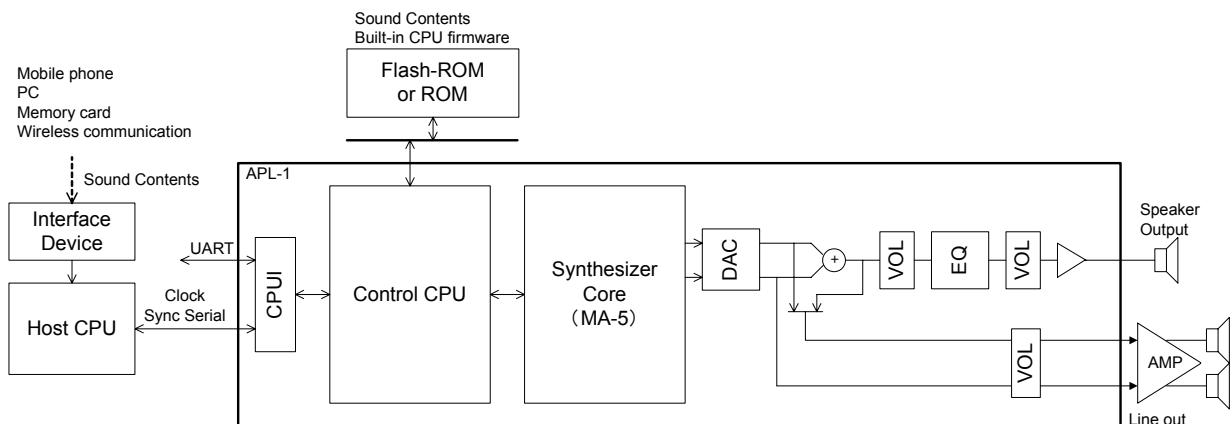 Sound Contents
Built-in CPU firmware
Flash-ROM
or ROM
Mobile phone
PC
Memory card
Wireless communication
Sound Contents
APL-1
Interface
Device
UART
Host CPU
Clock
Sync Serial
CPUI
Control CPU
Synthesizer
Core
（MA-5）
DAC
+
VOL
EQ
VOL
Speaker
Output
VOL
AMP
Line out